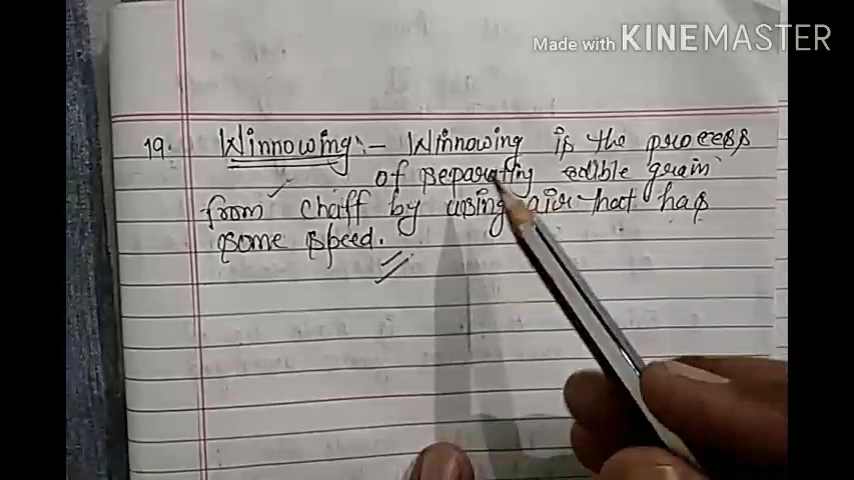 Made with KINEMASTER
19. Winnowing:- Winnowing is the process
of separating edible grain
from chaff by using air that has
some speed.